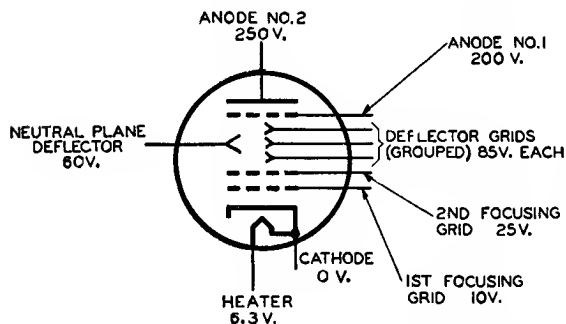 ANODE NO.2
250 V.
ANODE NO.1
200 V.
NEUTRAL PLANE
DEFLECTOR
60V.
DEFLECTOR GRIDS
(GROUPED) 85V. EACH
2ND FOCUSING
GRID 25V.
CATHODE
0 V.
1ST FOCUSING
GRID 10V.
HEATER
6.3V.